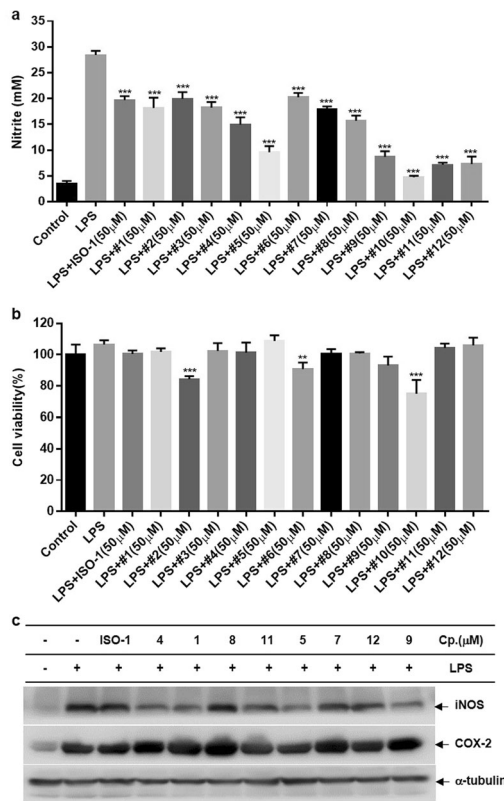 a
Nitrite (mM)
35
30
25
20
15
10
5
0
*** *** *** *** *** *** *** *** *** *** *** *** ***
Control
LPS
LPS+ISO-1(50μM)
LPS+#1(50μM)
LPS+#2(50μM)
LPS+#3(50μM)
LPS+#4(50μM)
LPS+#5(50μM)
LPS+#6(50μM)
LPS+#7(50μM)
LPS+#8(50μM)
LPS+#9(50μM)
LPS+#10(50μM)
LPS+#11(50μM)
LPS+#12(50μM)
b
Cell viability(%)
120
100
80
60
40
20
0
*** ** ***
Control
LPS
LPS+ISO-1(50μM)
LPS+#1(50μM)
LPS+#2(50μM)
LPS+#3(50μM)
LPS+#4(50μM)
LPS+#5(50μM)
LPS+#6(50μM)
LPS+#7(50μM)
LPS+#8(50μM)
LPS+#9(50μM)
LPS+#10(50μM)
LPS+#11(50μM)
LPS+#12(50μM)
c
- - ISO-1 4 1 8 11 5 7 12 9 Cp.(μM)
- + + + + + + + + + + LPS
iNOS
COX-2
α-tubulin